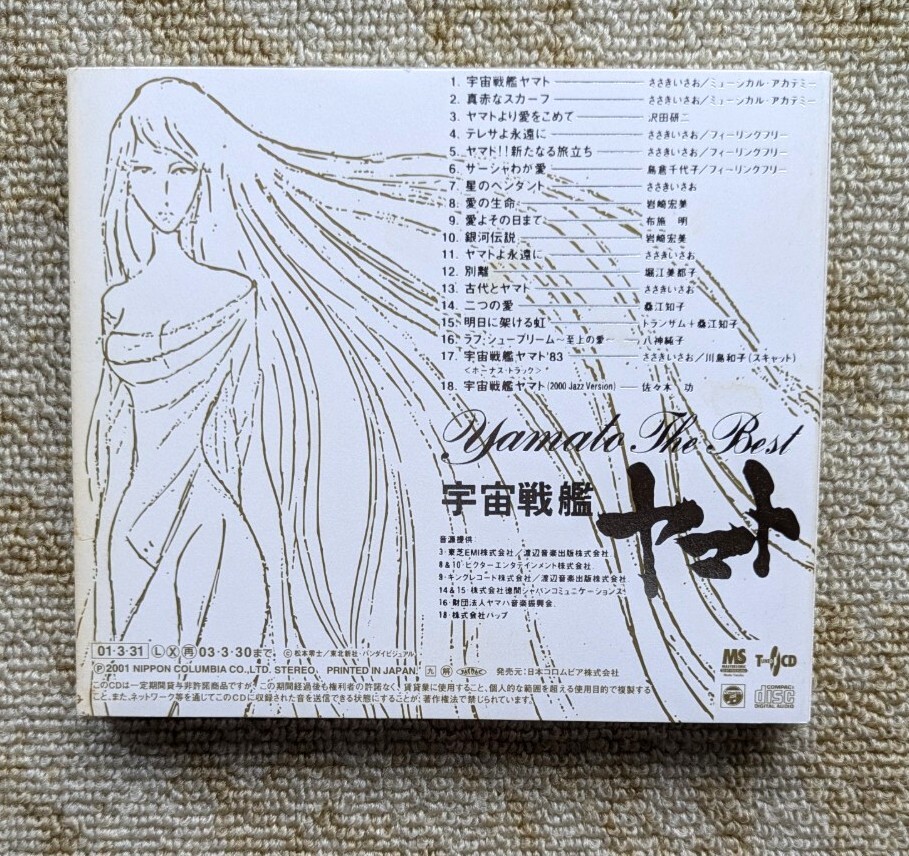 1. 宇宙戦艦ヤマト ささきいさお/ミュージカル・アカデミー
2. 真赤なスカーフ ささきいさお/ミュージカル・アカデミー
3. ヤマトより愛をこめて 沢田研二
4. テレサよ永遠に ささきいさお/フィーリングフリー
5. ヤマト!!新たなる旅立ち ささきいさお/フィーリングフリー
6. サーシャわが愛 島倉千代子/フィーリングフリー
7. 星のペンダント ささきいさお
8. 愛の生命 岩崎宏美
9. 愛よその日まで 布施 明
10. 銀河伝説 岩崎宏美
11. ヤマトよ永遠に ささきいさお
12. 別離 堀江美都子
13. 古代とヤマト ささきいさお
14. 二つの愛 桑江知子
15. 明日に架ける虹 トランザム+桑江知子
16. ラブ・シュープリーム〜至上の愛〜 八神純子
17. 宇宙戦艦ヤマト'83 ささきいさお/川島和子(スキャット)
<ボーナス・トラック>
18. 宇宙戦艦ヤマト(2000 Jazz Version) 佐々木 功
Yamato The Best
宇宙戦艦
ヤマト
音源提供:
3・東芝EMI株式会社/渡辺音楽出版株式会社
8&10・ビクターエンタテインメント株式会社
9・キングレコード株式会社/渡辺音楽出版株式会社
14&15・株式会社徳間ジャパンコミュニケーションズ
16・財団法人ヤマハ音楽振興会
18・株式会社バップ
01・3・31 L X 再 03・3・30まで ©松本零士/東北新社・バンダイビジュアル
Ⓟ2001 NIPPON COLUMBIA CO.,LTD. STEREO. PRINTED IN JAPAN. 発売元:日本コロムビア株式会社
このCDは一定期間貸与非許諾商品ですが、この期間経過後も権利者の許諾なく、賃貸業に使用すること、個人的な範囲を超える使用目的で複製する
こと、また、ネットワーク等を通じてこのCDに収録された音を送信できる状態にすることが、著作権法で禁じられています。
MS
CD
COMPACT
disc
DIGITAL AUDIO